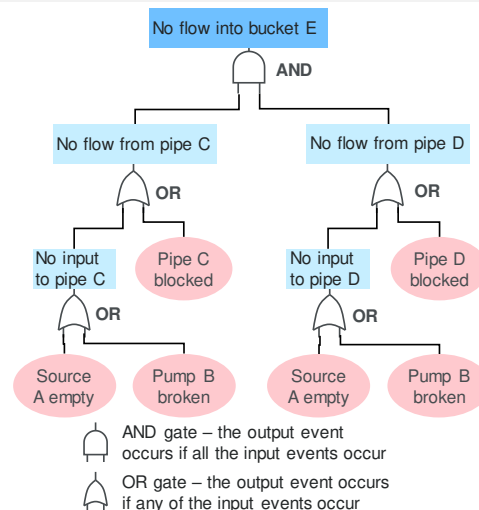 No flow into bucket E
AND
No flow from pipe C
No flow from pipe D
OR
OR
No input
to pipe C
Pipe C
blocked
No input
to pipe D
Pipe D
blocked
OR
OR
Source
A empty
Pump B
broken
Source
A empty
Pump B
broken
AND gate – the output event
occurs if all the input events occur
OR gate – the output event occurs
if any of the input events occur